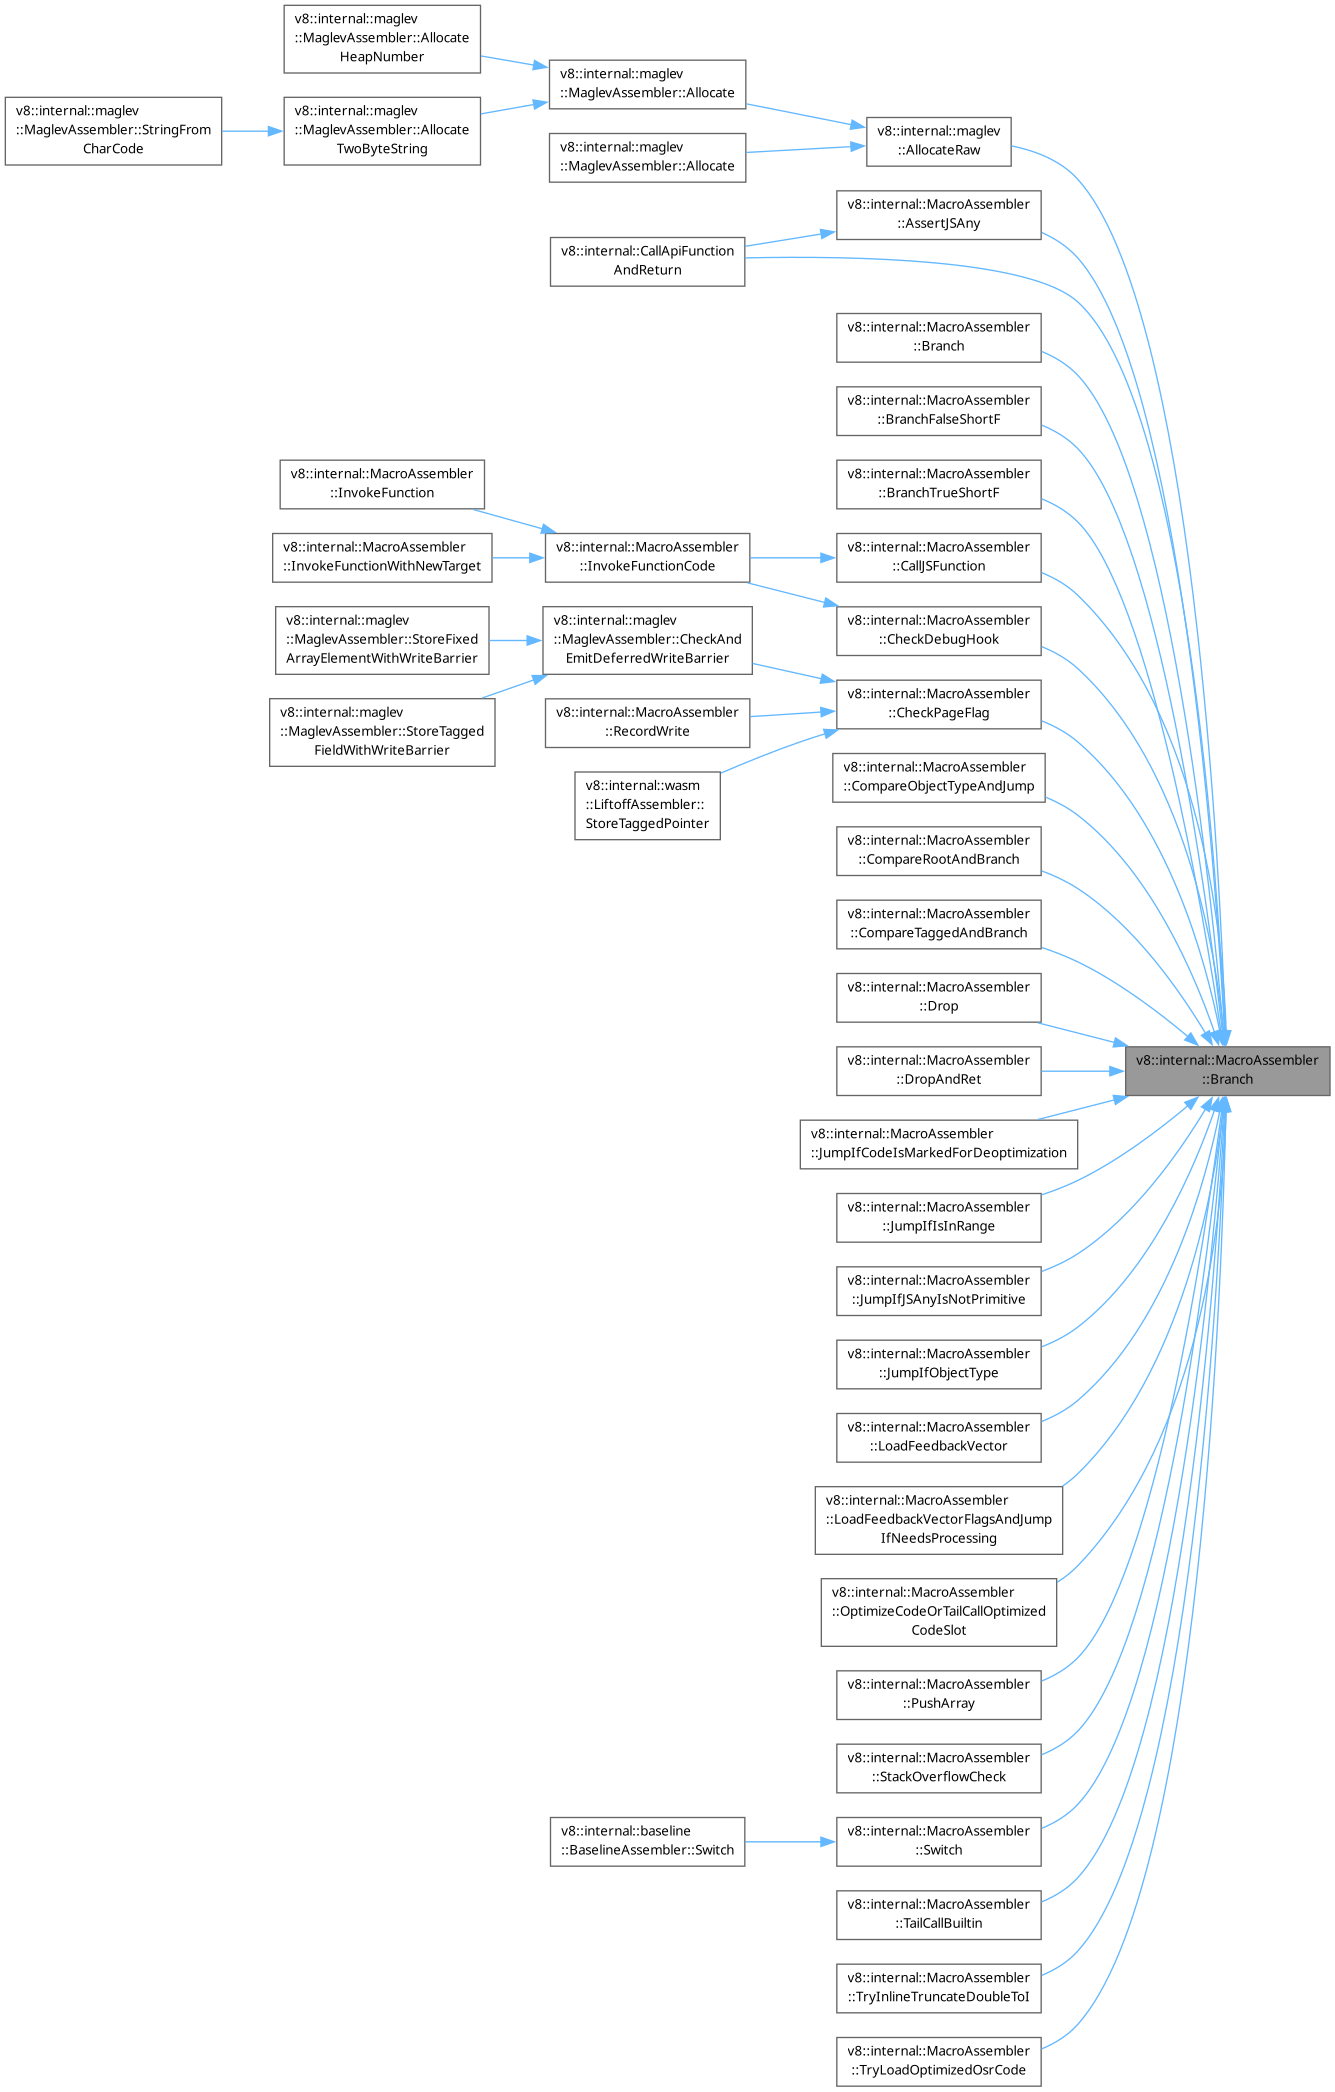 v8::internal::maglev
::MaglevAssembler::Allocate
HeapNumber
v8::internal::maglev
::MaglevAssembler::Allocate
v8::internal::maglev
::MaglevAssembler::StringFrom
CharCode
v8::internal::maglev
::MaglevAssembler::Allocate
TwoByteString
v8::internal::maglev
::MaglevAssembler::Allocate
v8::internal::maglev
::AllocateRaw
v8::internal::MacroAssembler
::AssertJSAny
v8::internal::CallApiFunction
AndReturn
v8::internal::MacroAssembler
::Branch
v8::internal::MacroAssembler
::BranchFalseShortF
v8::internal::MacroAssembler
::BranchTrueShortF
v8::internal::MacroAssembler
::InvokeFunction
v8::internal::MacroAssembler
::InvokeFunctionWithNewTarget
v8::internal::MacroAssembler
::InvokeFunctionCode
v8::internal::MacroAssembler
::CallJSFunction
v8::internal::MacroAssembler
::CheckDebugHook
v8::internal::maglev
::MaglevAssembler::StoreFixed
ArrayElementWithWriteBarrier
v8::internal::maglev
::MaglevAssembler::CheckAnd
EmitDeferredWriteBarrier
v8::internal::MacroAssembler
::CheckPageFlag
v8::internal::maglev
::MaglevAssembler::StoreTagged
FieldWithWriteBarrier
v8::internal::MacroAssembler
::RecordWrite
v8::internal::wasm
::LiftoffAssembler::
StoreTaggedPointer
v8::internal::MacroAssembler
::CompareObjectTypeAndJump
v8::internal::MacroAssembler
::CompareRootAndBranch
v8::internal::MacroAssembler
::CompareTaggedAndBranch
v8::internal::MacroAssembler
::Drop
v8::internal::MacroAssembler
::DropAndRet
v8::internal::MacroAssembler
::Branch
v8::internal::MacroAssembler
::JumpIfCodeIsMarkedForDeoptimization
v8::internal::MacroAssembler
::JumpIfIsInRange
v8::internal::MacroAssembler
::JumpIfJSAnyIsNotPrimitive
v8::internal::MacroAssembler
::JumpIfObjectType
v8::internal::MacroAssembler
::LoadFeedbackVector
v8::internal::MacroAssembler
::LoadFeedbackVectorFlagsAndJump
IfNeedsProcessing
v8::internal::MacroAssembler
::OptimizeCodeOrTailCallOptimized
CodeSlot
v8::internal::MacroAssembler
::PushArray
v8::internal::MacroAssembler
::StackOverflowCheck
v8::internal::baseline
::BaselineAssembler::Switch
v8::internal::MacroAssembler
::Switch
v8::internal::MacroAssembler
::TailCallBuiltin
v8::internal::MacroAssembler
::TryInlineTruncateDoubleToI
v8::internal::MacroAssembler
::TryLoadOptimizedOsrCode